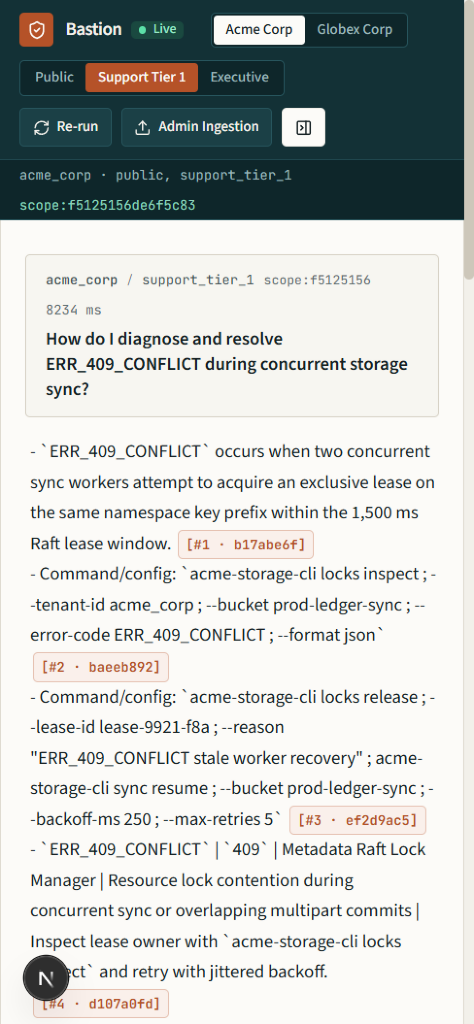 Bastion Live Acme Corp Globex Corp
Public Support Tier 1 Executive
Re-run Admin Ingestion
acme_corp · public, support_tier_1
scope:f5125156de6f5c83
acme_corp / support_tier_1 scope:f5125156
8234 ms
How do I diagnose and resolve
ERR_409_CONFLICT during concurrent storage
sync?
- `ERR_409_CONFLICT` occurs when two concurrent
sync workers attempt to acquire an exclusive lease on
the same namespace key prefix within the 1,500 ms
Raft lease window. [#1 · b17abe6f]
- Command/config: `acme-storage-cli locks inspect ; -
-tenant-id acme_corp ; --bucket prod-ledger-sync ; --
error-code ERR_409_CONFLICT ; --format json`
[#2 · baeeb892]
- Command/config: `acme-storage-cli locks release ; -
-lease-id lease-9921-f8a ; --reason
"ERR_409_CONFLICT stale worker recovery" ; acme-
storage-cli sync resume ; --bucket prod-ledger-sync ; -
-backoff-ms 250 ; --max-retries 5` [#3 · ef2d9ac5]
- `ERR_409_CONFLICT` | `409` | Metadata Raft Lock
Manager | Resource lock contention during
concurrent sync or overlapping multipart commits |
Inspect lease owner with `acme-storage-cli locks
ect` and retry with jittered backoff.
N
[#4 · d107a0fd]